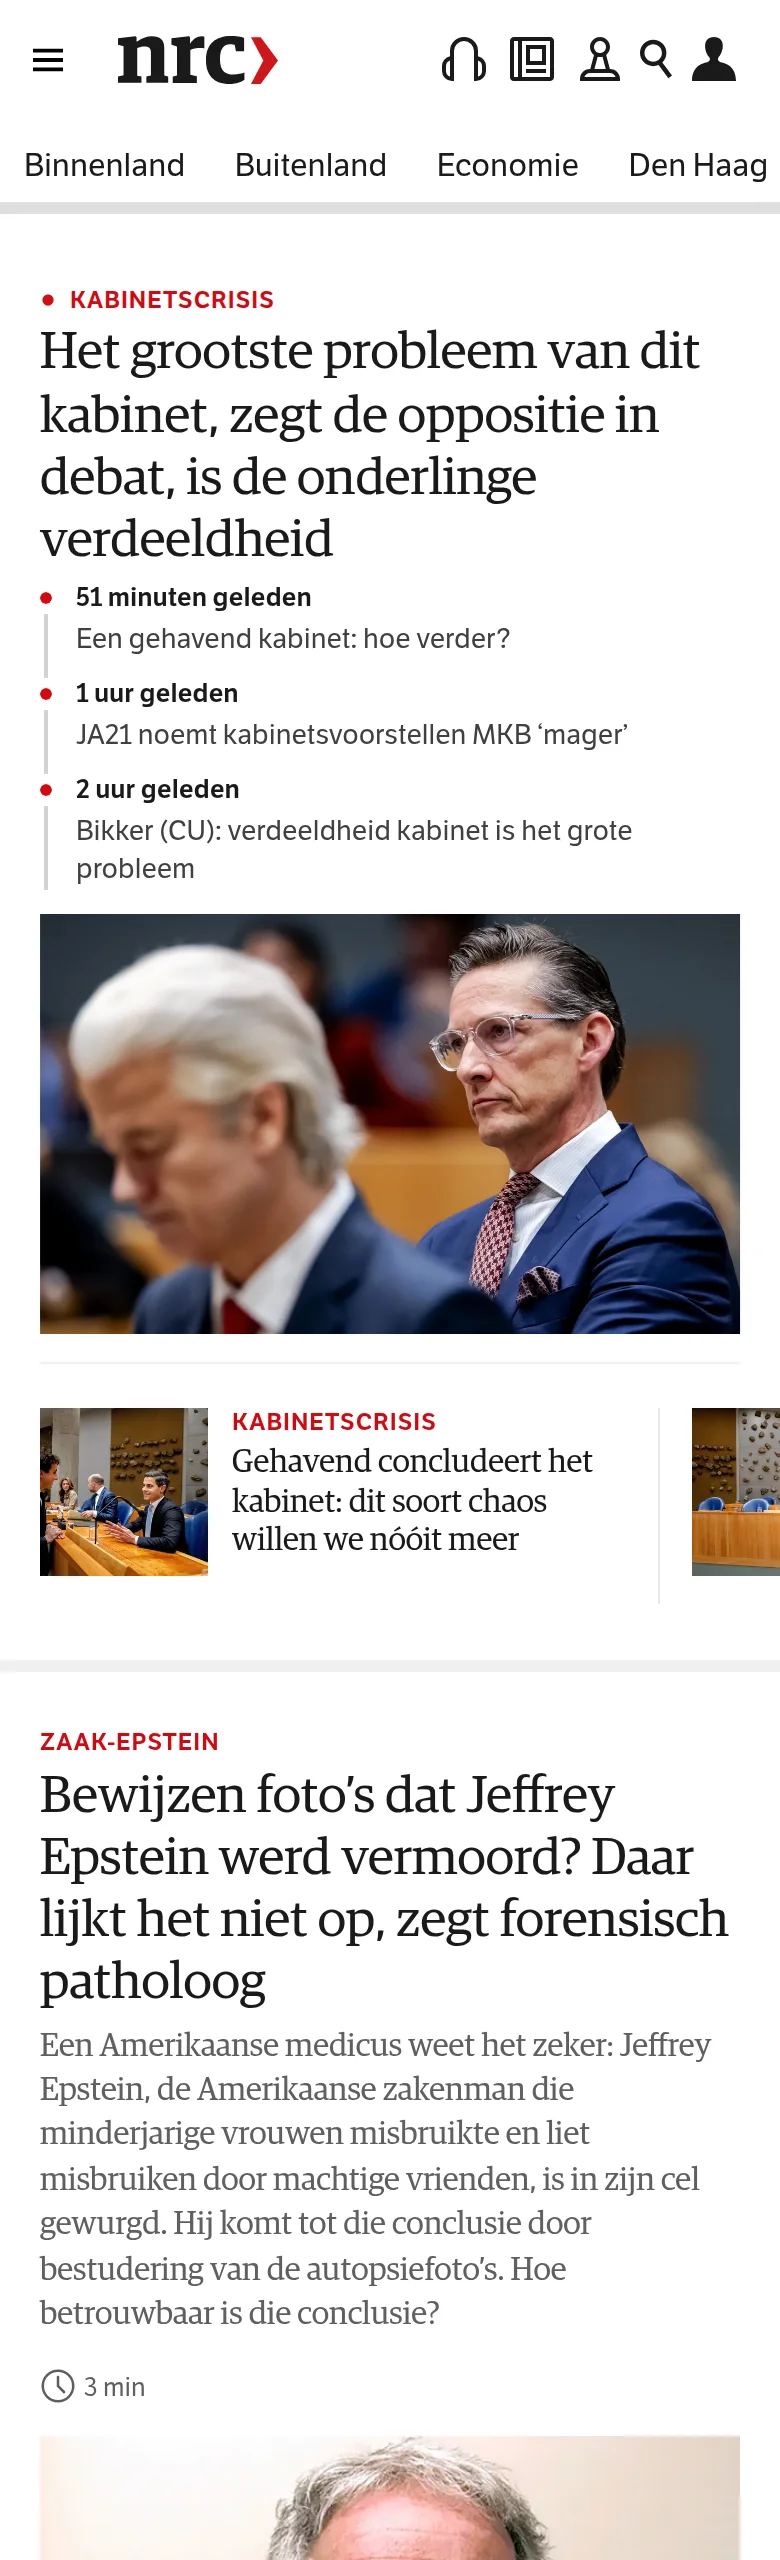 nrc
Binnenland Buitenland Economie Den Haag
KABINETSCRISIS
Het grootste probleem van dit
kabinet, zegt de oppositie in
debat, is de onderlinge
verdeeldheid
51 minuten geleden
Een gehavend kabinet: hoe verder?
1 uur geleden
JA21 noemt kabinetsvoorstellen MKB ‘mager’
2 uur geleden
Bikker (CU): verdeeldheid kabinet is het grote
probleem
KABINETSCRISIS
Gehavend concludeert het
kabinet: dit soort chaos
willen we nóóit meer
ZAAK-EPSTEIN
Bewijzen foto’s dat Jeffrey
Epstein werd vermoord? Daar
lijkt het niet op, zegt forensisch
patholoog
Een Amerikaanse medicus weet het zeker: Jeffrey
Epstein, de Amerikaanse zakenman die
minderjarige vrouwen misbruikte en liet
misbruiken door machtige vrienden, is in zijn cel
gewurgd. Hij komt tot die conclusie door
bestudering van de autopsiefoto’s. Hoe
betrouwbaar is die conclusie?
3 min